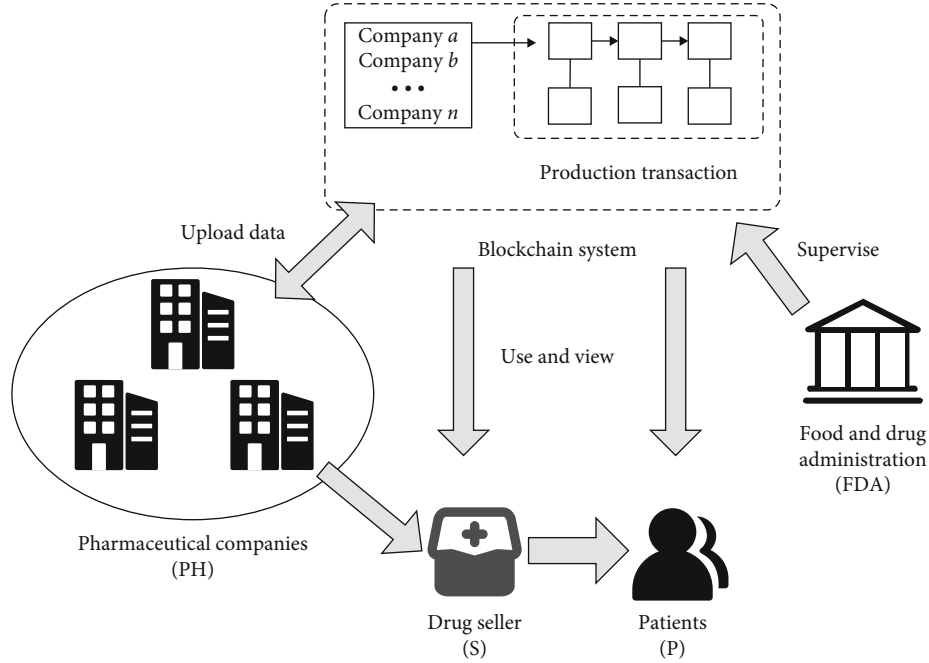 Company a
Company b
• • •
Company n
Production transaction
Upload data
Blockchain system
Supervise
Use and view
Food and drug
administration
(FDA)
Pharmaceutical companies
(PH)
Drug seller
(S)
Patients
(P)